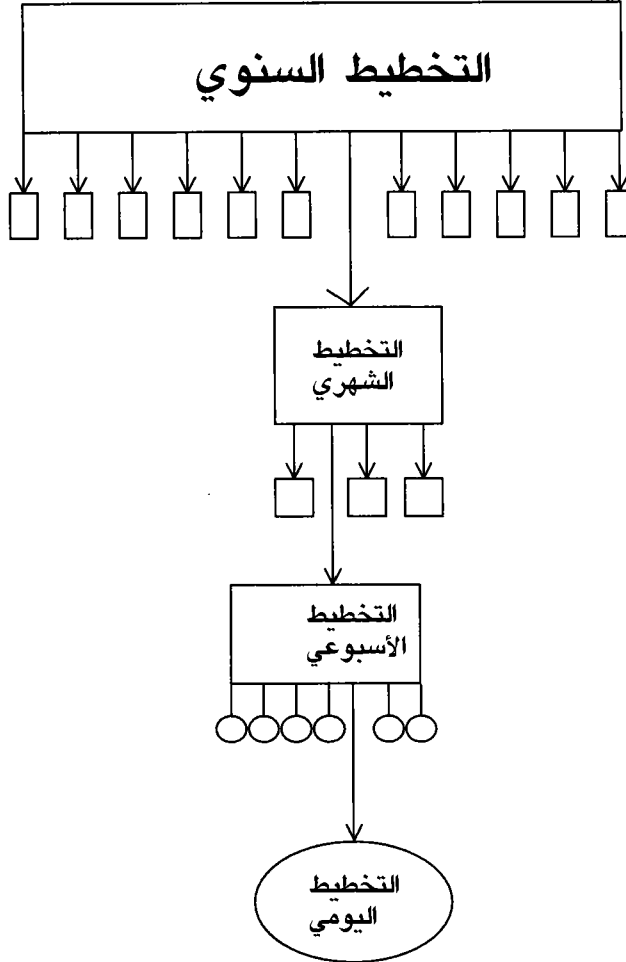 التخطيط السنوي
التخطيط
الشهري
التخطيط
الأسبوعي
التخطيط
اليومي